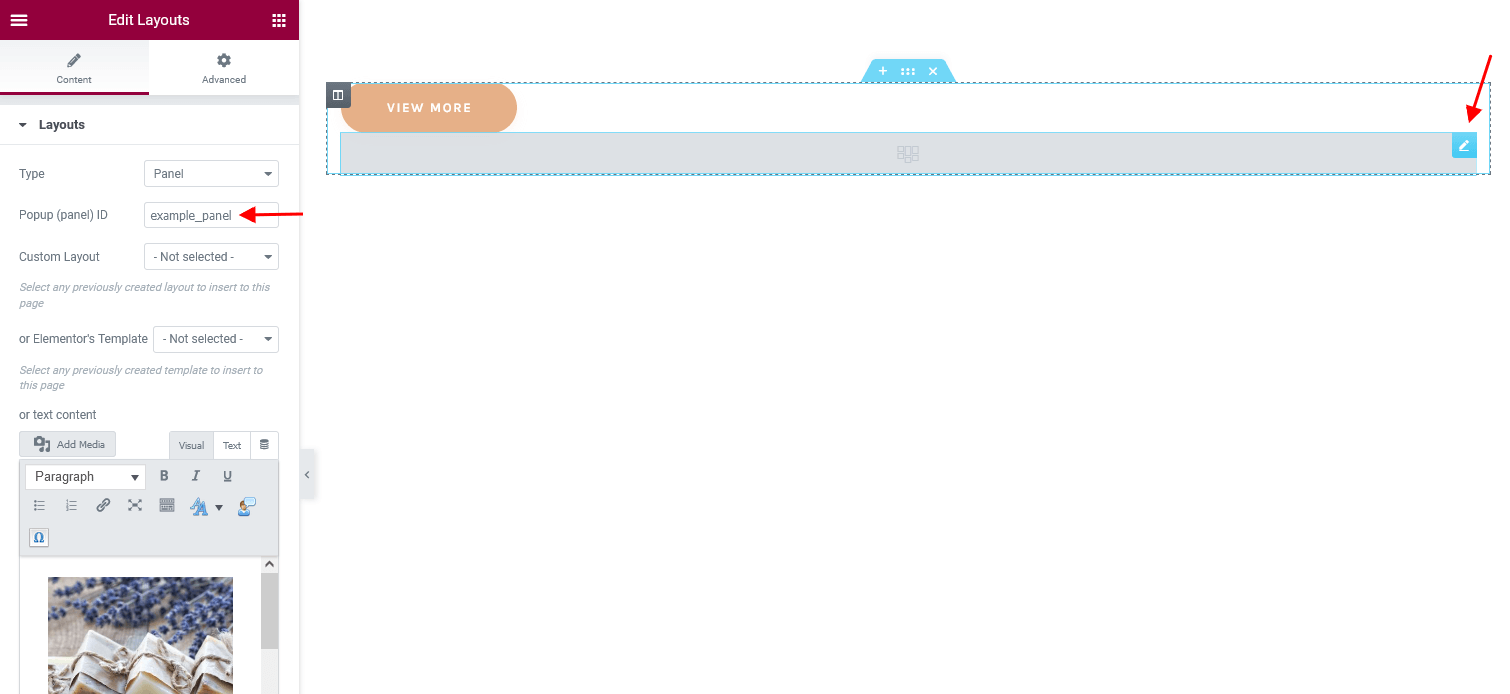 Edit Layouts
Content
Advanced
Layouts
Type
Panel
Popup (panel) ID
example_panel
Custom Layout
- Not selected -
Select any previously created layout to insert to this
page
or Elementor's Template
- Not selected -
Select any previously created template to insert to
this page
or text content
Add Media
Visual
Text
Paragraph
B
I
U
Ω
VIEW MORE